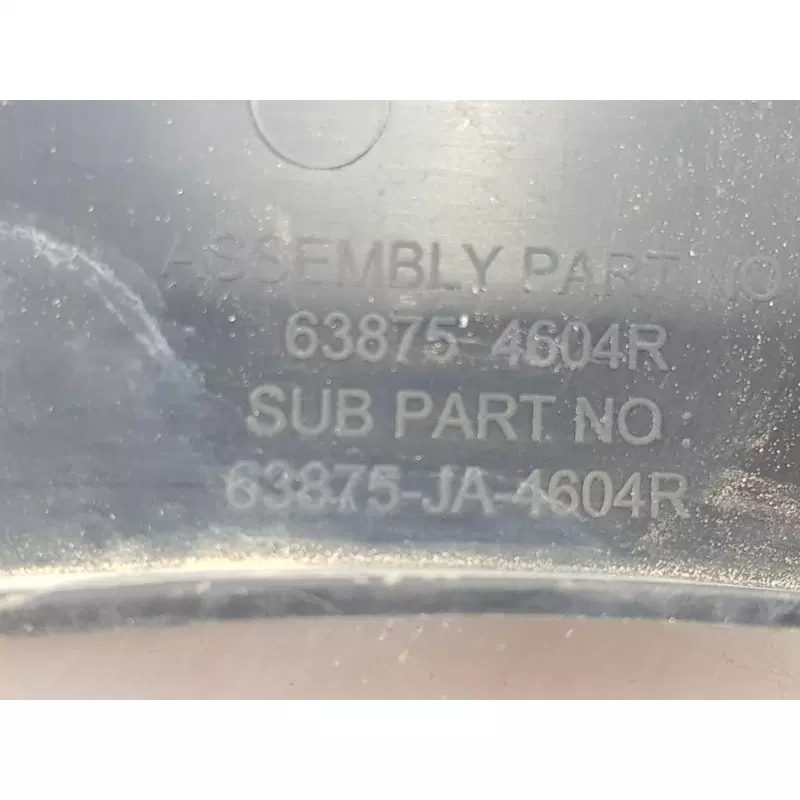 ASSEMBLY PART NO
63875-4604R
SUB PART NO :
63875-JA-4604R